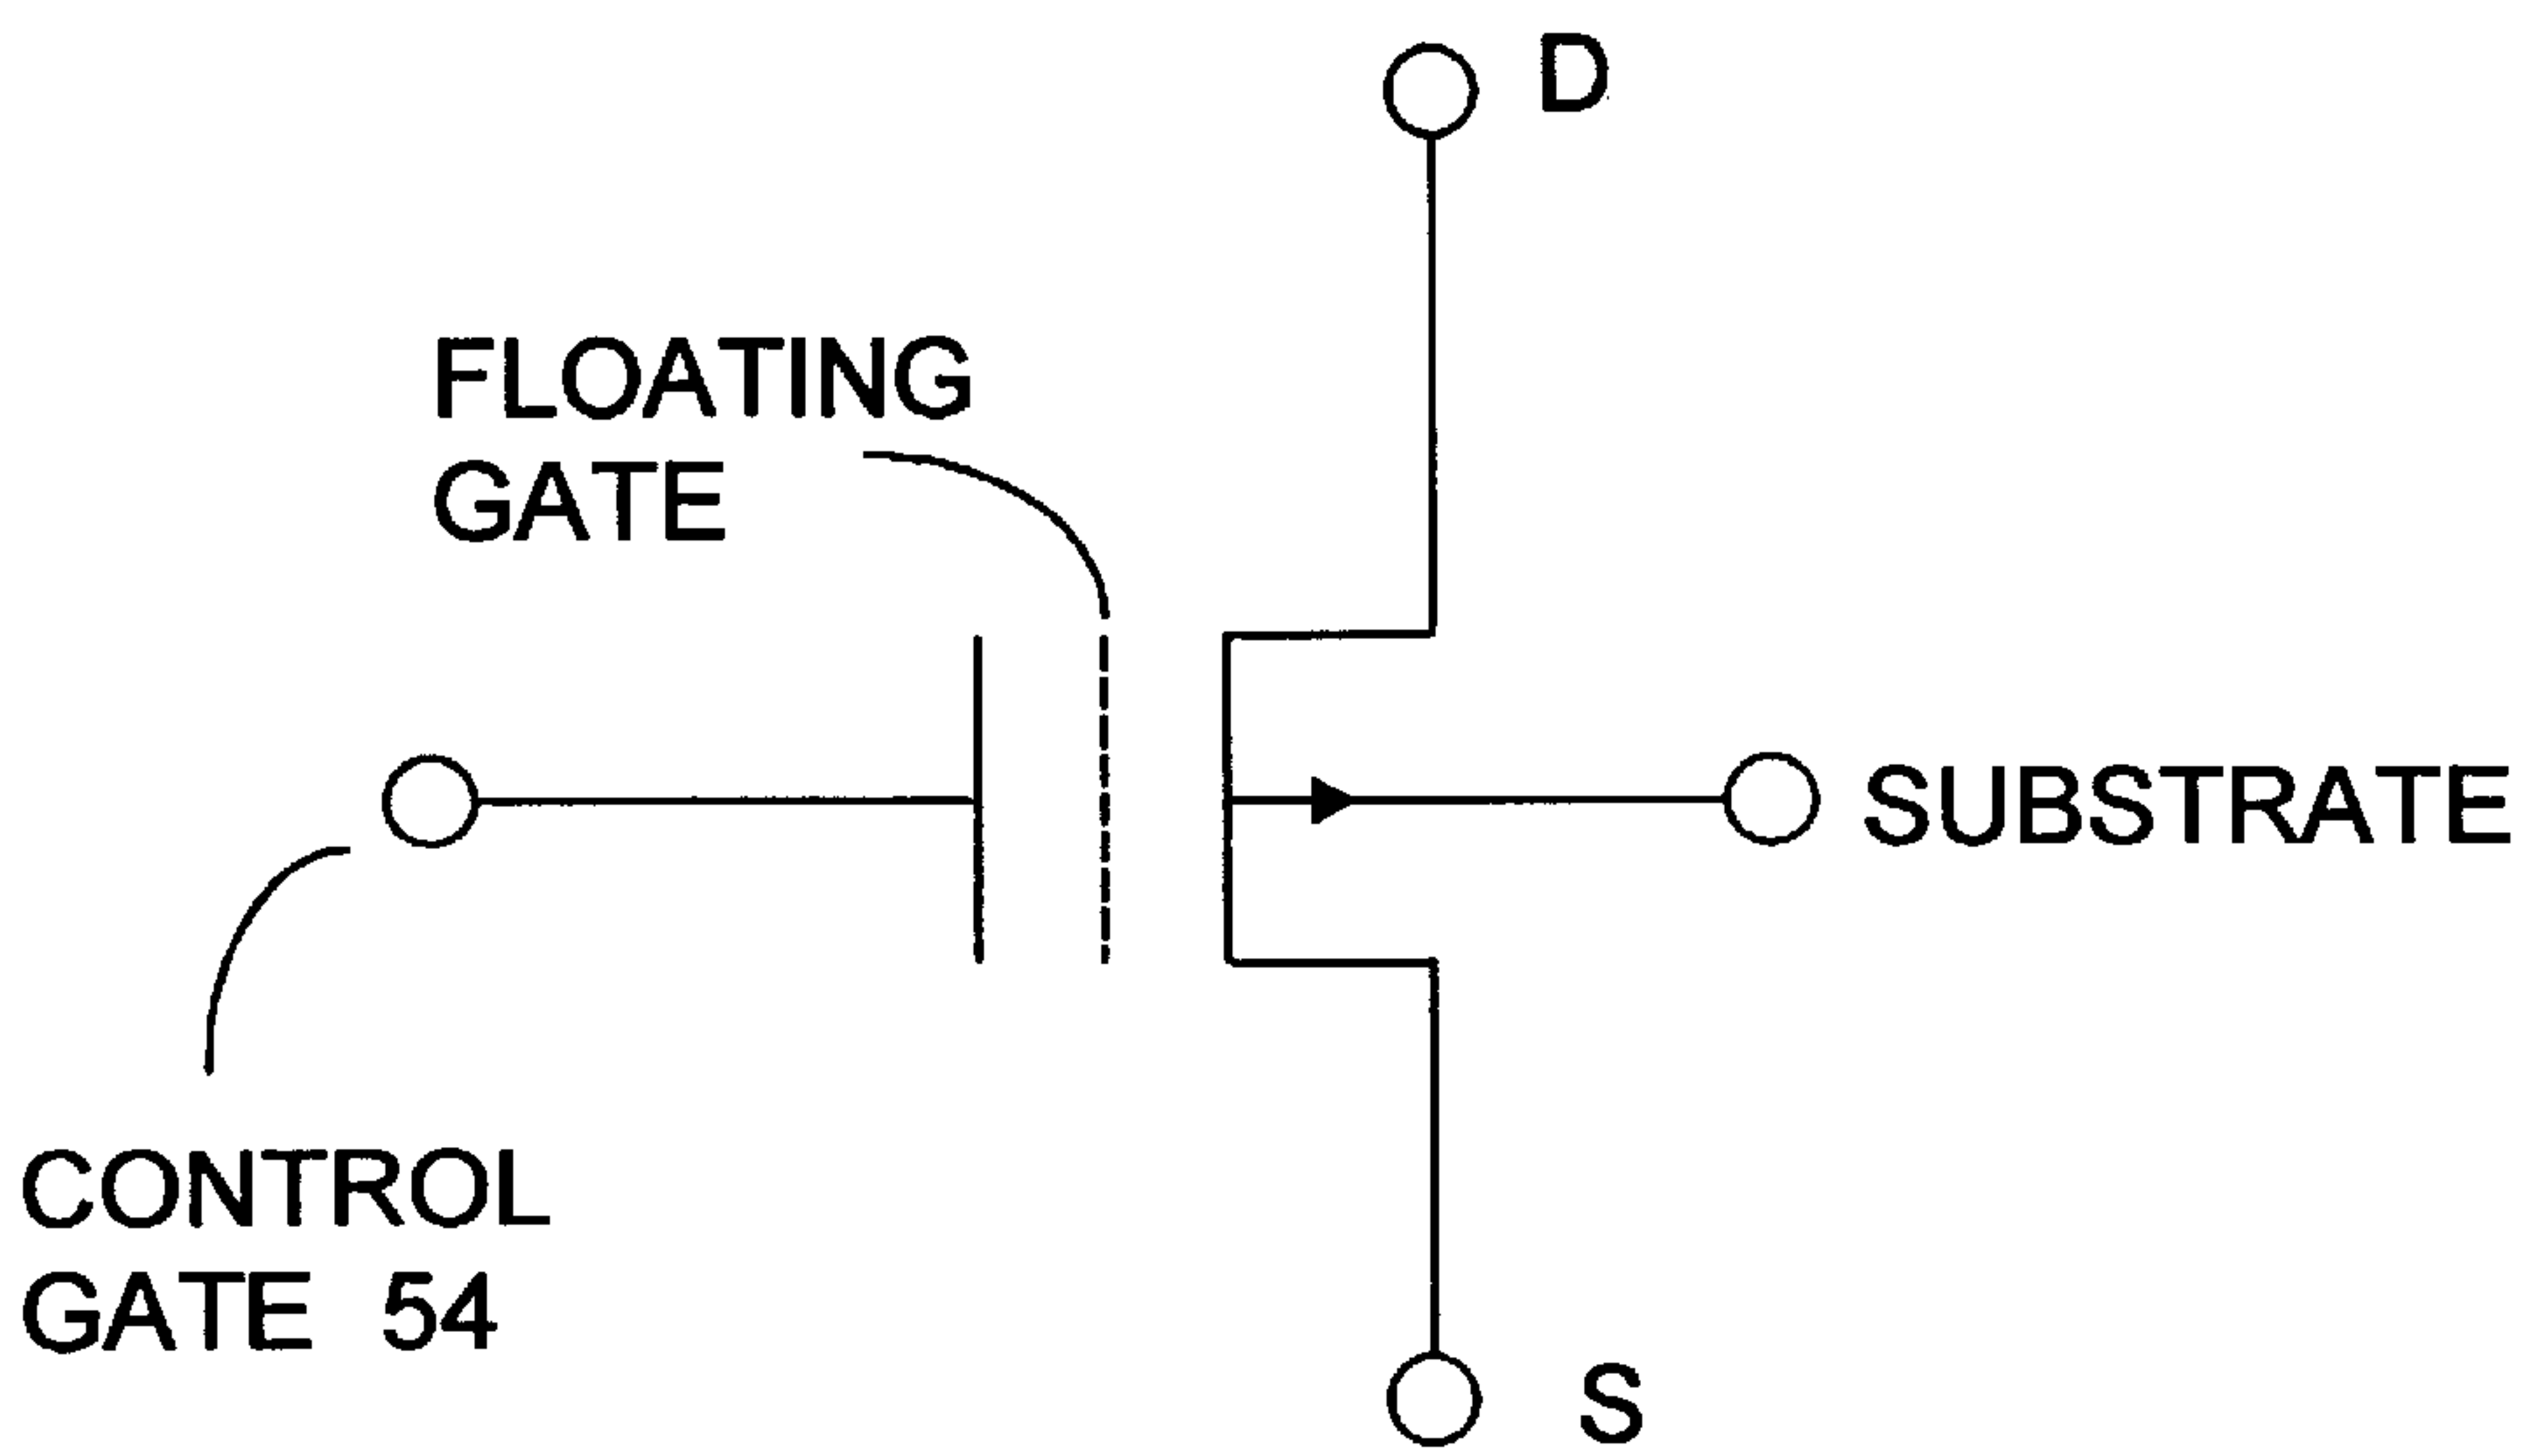 D
FLOATING
GATE
SUBSTRATE
CONTROL
GATE 54
S